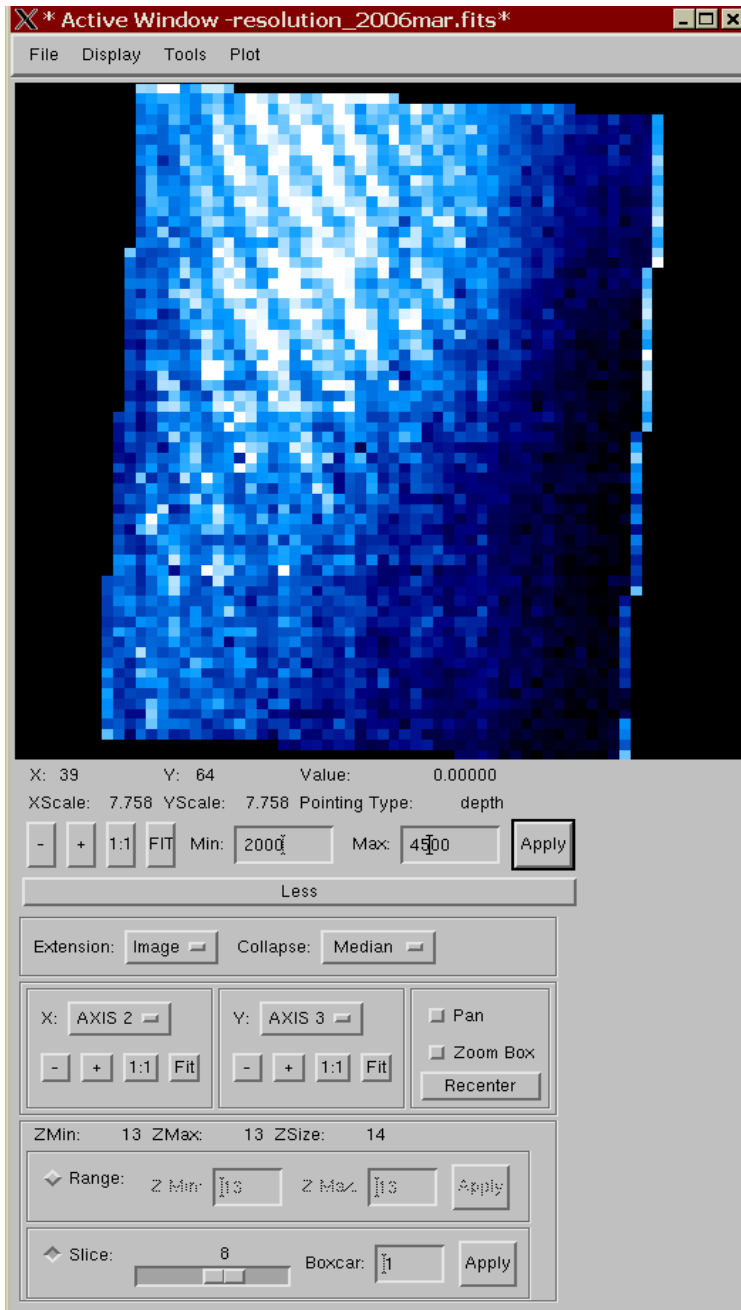 X * Active Window -resolution_2006mar.fits*
File Display Tools Plot
X: 39 Y: 64 Value: 0.00000
XScale: 7.758 YScale: 7.758 Pointing Type: depth
- + 1:1 FIT Min: 2000 Max: 4500 Apply
Less
Extension: Image Collapse: Median
X: AXIS 2 Y: AXIS 3 Pan
- + 1:1 Fit - + 1:1 Fit Zoom Box
Recenter
ZMin: 13 ZMax: 13 ZSize: 14
Range: Z Min: 13 Z Max: 13 Apply
Slice: 8 Boxcar: 1 Apply